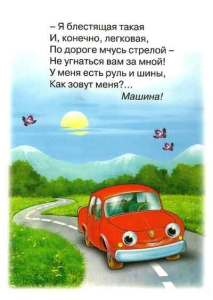 – Я блестящая такая
И, конечно, легковая,
По дороге мчусь стрелой –
Не угнаться вам за мной!
У меня есть руль и шины,
Как зовут меня?...
Машина!